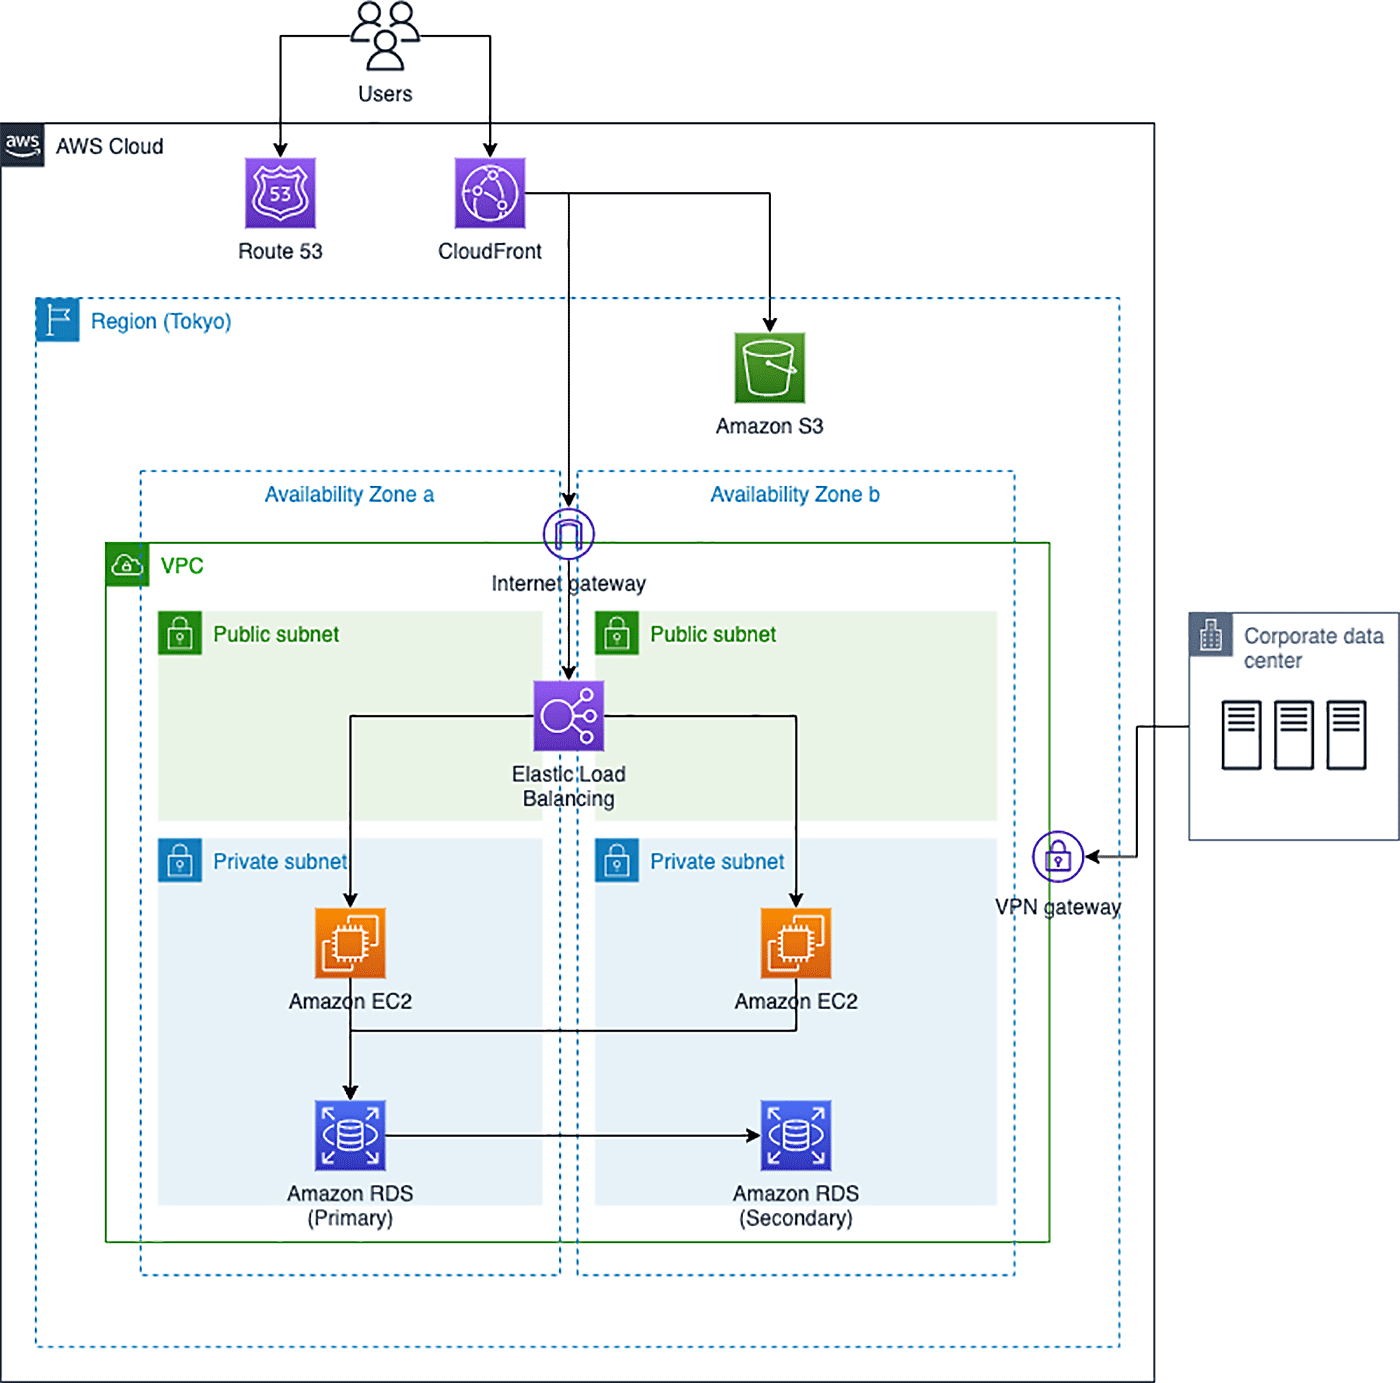 Users
aws
AWS Cloud
53
Route 53
CloudFront
Region (Tokyo)
Amazon S3
Availability Zone a
Availability Zone b
VPC
Internet gateway
Public subnet
Public subnet
Corporate data
center
Elastic Load
Balancing
Private subnet
Private subnet
VPN gateway
Amazon EC2
Amazon EC2
Amazon RDS
(Primary)
Amazon RDS
(Secondary)